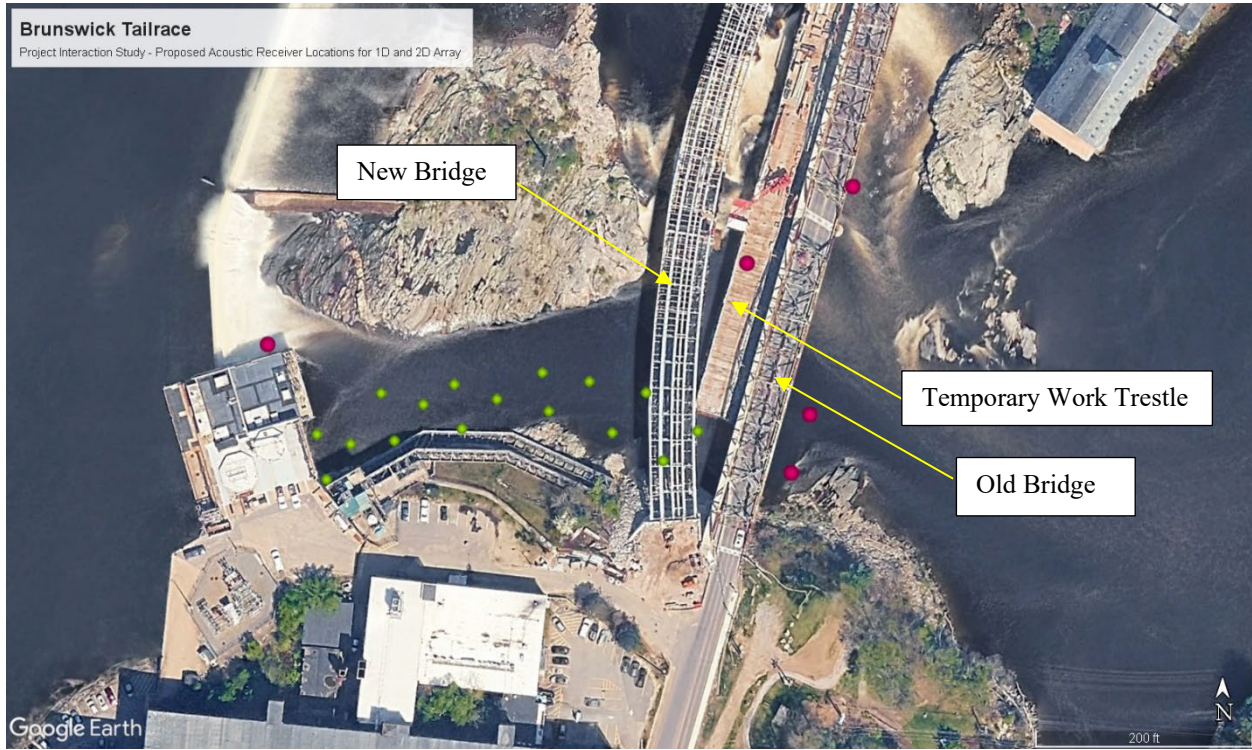 Brunswick Tailrace
Project Interaction Study - Proposed Acoustic Receiver Locations for 1D and 2D Array
New Bridge
Temporary Work Trestle
Old Bridge
N
Google Earth
200 ft